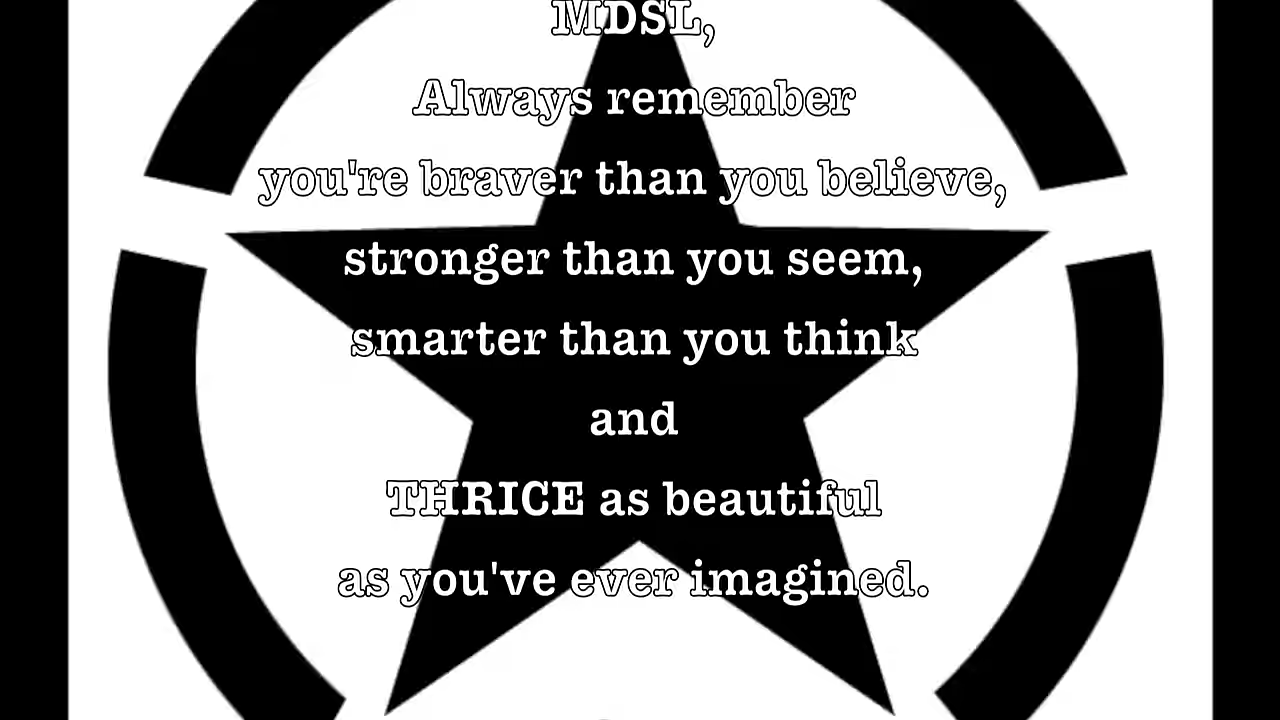 MDSL,
Always remember
you're braver than you believe,
stronger than you seem,
smarter than you think
and
THRICE as beautiful
as you've ever imagined.